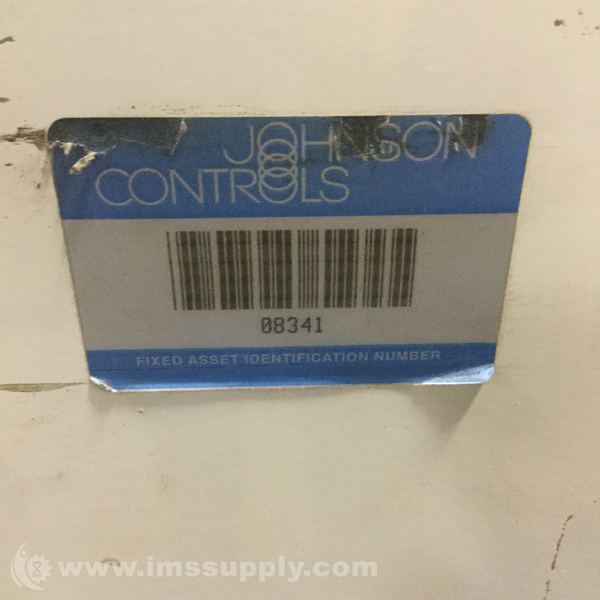 JOHNSON
CONTROLS
08341
FIXED ASSET IDENTIFICATION NUMBER
www.imssupply.com